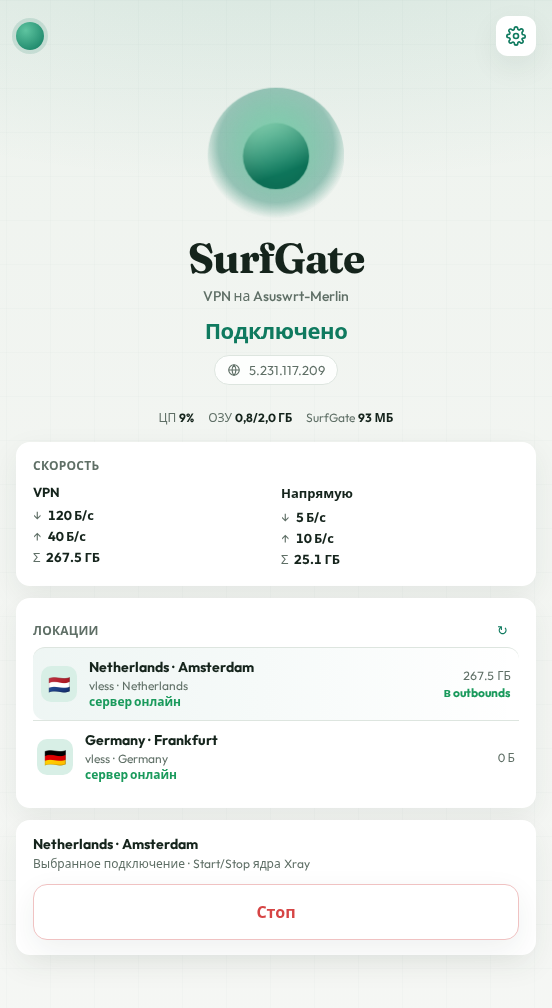 SurfGate
VPN на Asuswrt-Merlin
Подключено
5.231.117.209
ЦП 9% ОЗУ 0,8/2,0 ГБ SurfGate 93 МБ
СКОРОСТЬ
VPN
↓ 120 Б/с
↑ 40 Б/с
Σ 267.5 ГБ
Напрямую
↓ 5 Б/с
↑ 10 Б/с
Σ 25.1 ГБ
ЛОКАЦИИ ↻
Netherlands · Amsterdam
vless · Netherlands
сервер онлайн
267.5 ГБ
в outbounds
Germany · Frankfurt
vless · Germany
сервер онлайн
0 Б
Netherlands · Amsterdam
Выбранное подключение · Start/Stop ядра Xray
Стоп